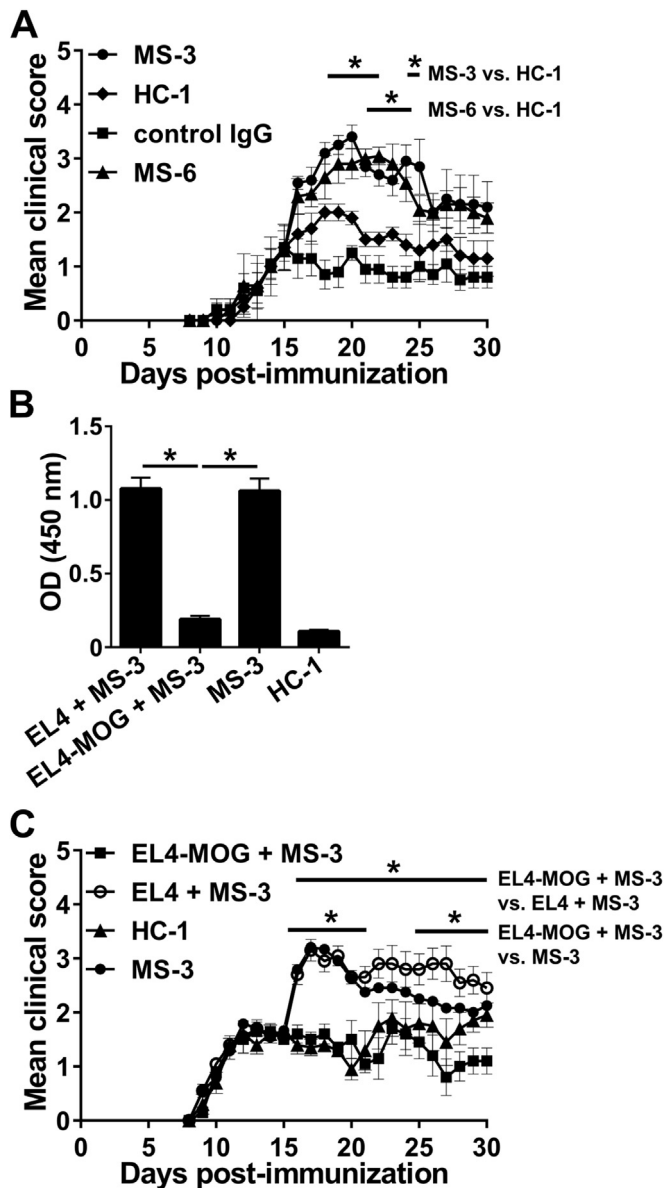 A
MS-3
HC-1
control IgG
MS-6
* *
MS-3 vs. HC-1
*
MS-6 vs. HC-1
Mean clinical score
5
4
3
2
1
0
0 5 10 15 20 25 30
Days post-immunization
B
OD (450 nm)
1.5
1.0
0.5
0
* *
EL4 + MS-3
EL4-MOG + MS-3
MS-3
HC-1
C
EL4-MOG + MS-3
EL4 + MS-3
HC-1
MS-3
*
EL4-MOG + MS-3
vs. EL4 + MS-3
* *
EL4-MOG + MS-3
vs. MS-3
Mean clinical score
5
4
3
2
1
0
0 5 10 15 20 25 30
Days post-immunization